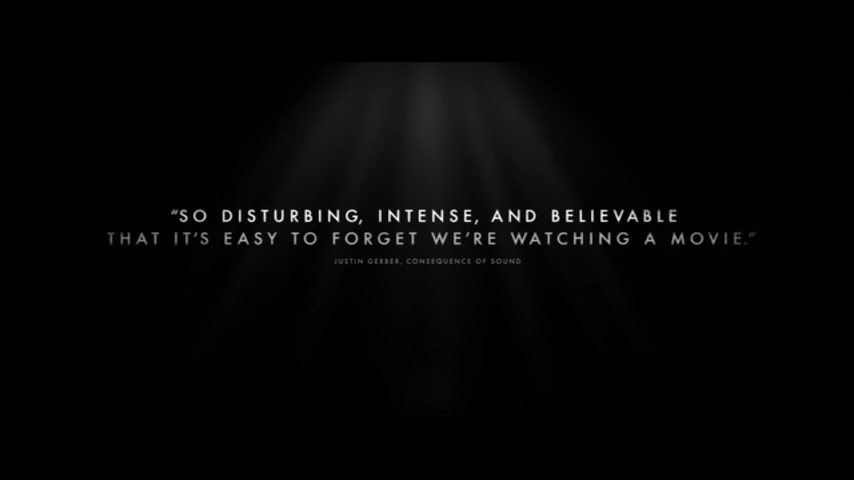 “SO DISTURBING, INTENSE, AND BELIEVABLE
THAT IT’S EASY TO FORGET WE’RE WATCHING A MOVIE.”
JUSTIN GERBER, CONSEQUENCE OF SOUND